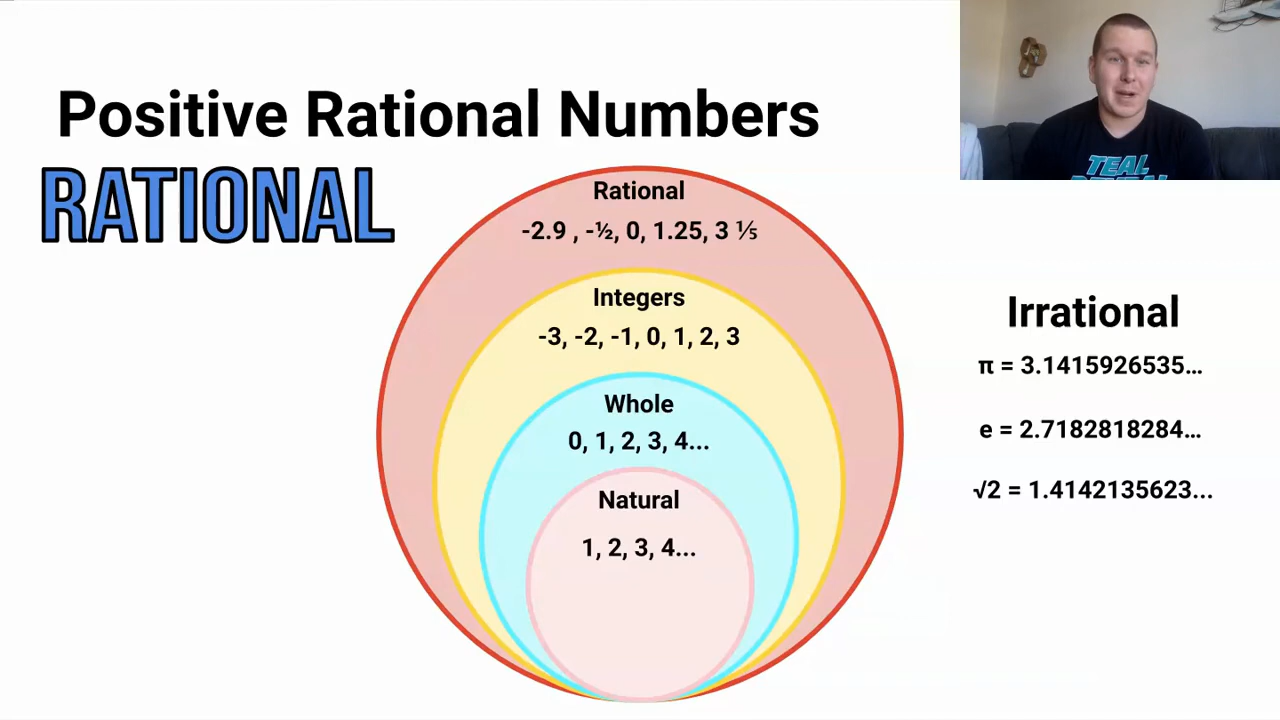 Positive Rational Numbers
RATIONAL
Rational
-2.9 , -½, 0, 1.25, 3 ⅕
Integers
-3, -2, -1, 0, 1, 2, 3
Whole
0, 1, 2, 3, 4...
Natural
1, 2, 3, 4...
Irrational
π = 3.1415926535...
e = 2.7182818284...
√2 = 1.4142135623...
TEAL